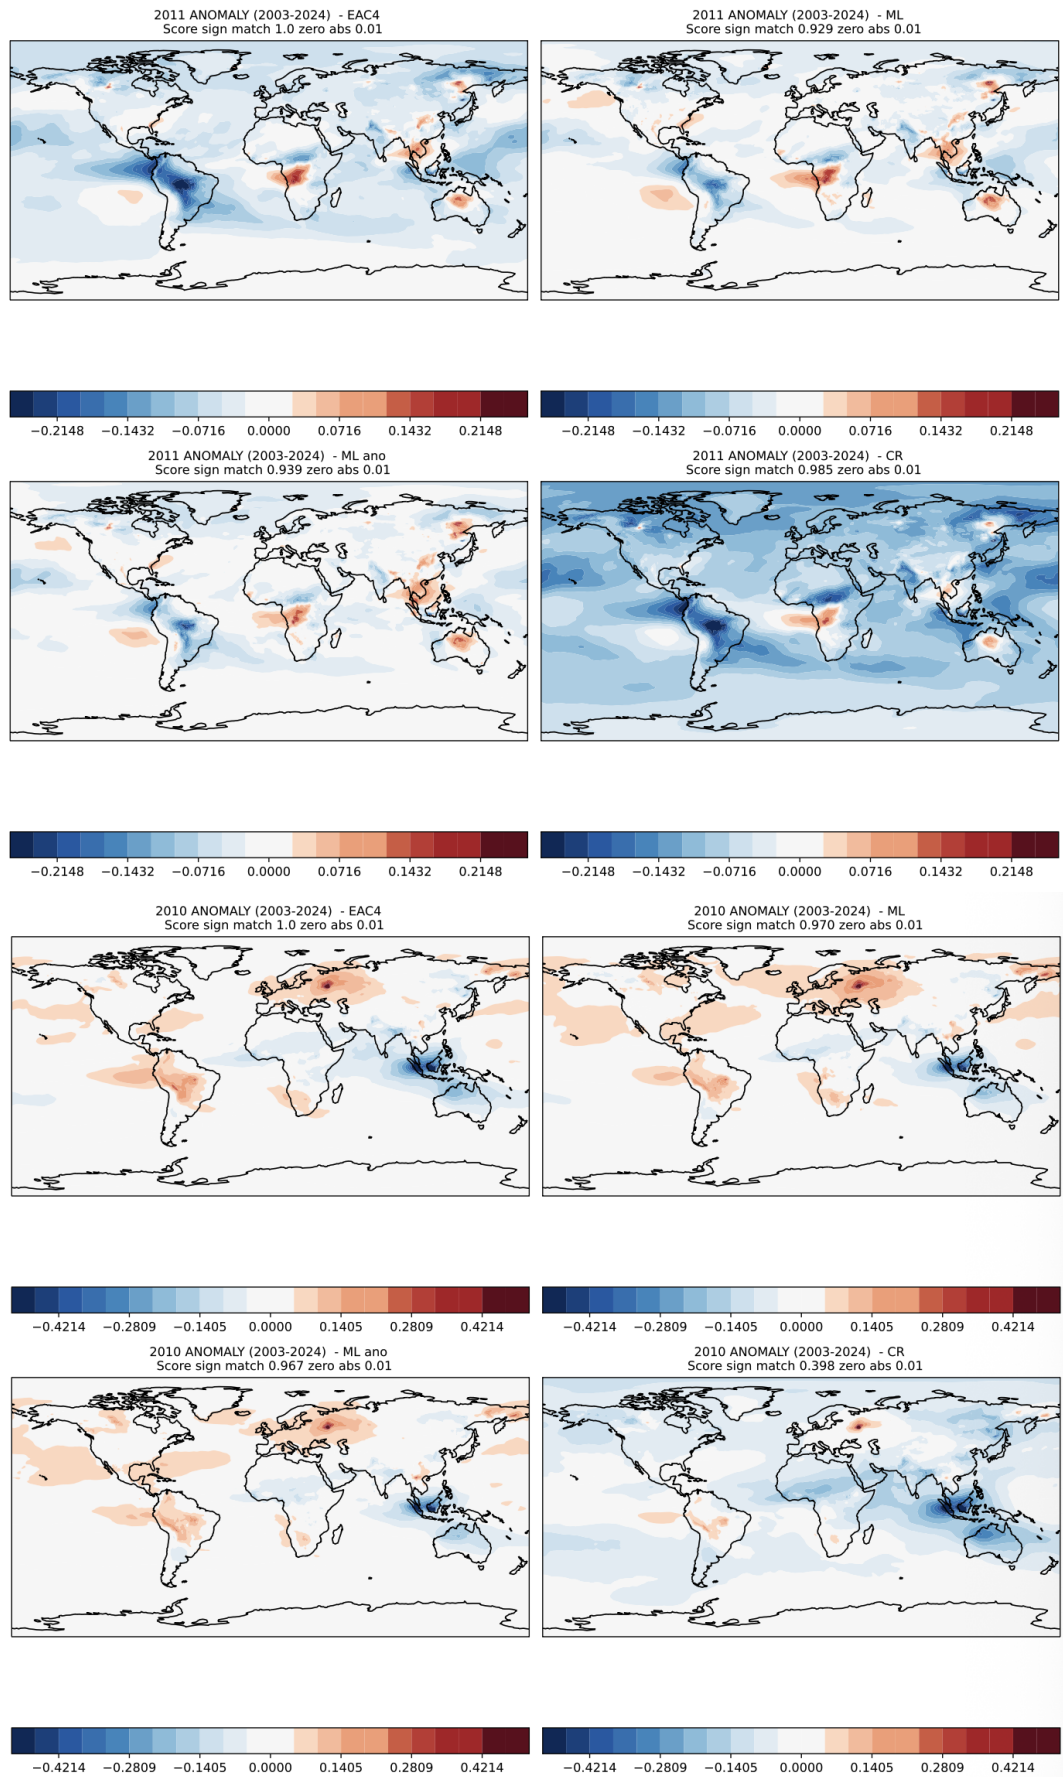 2011 ANOMALY (2003-2024)  - EAC4
Score sign match 1.0 zero abs 0.01
2011 ANOMALY (2003-2024)  - ML
Score sign match 0.929 zero abs 0.01
−0.2148 −0.1432 −0.0716 0.0000 0.0716 0.1432 0.2148
−0.2148 −0.1432 −0.0716 0.0000 0.0716 0.1432 0.2148
2011 ANOMALY (2003-2024)  - ML ano
Score sign match 0.939 zero abs 0.01
2011 ANOMALY (2003-2024)  - CR
Score sign match 0.985 zero abs 0.01
−0.2148 −0.1432 −0.0716 0.0000 0.0716 0.1432 0.2148
−0.2148 −0.1432 −0.0716 0.0000 0.0716 0.1432 0.2148
2010 ANOMALY (2003-2024)  - EAC4
Score sign match 1.0 zero abs 0.01
2010 ANOMALY (2003-2024)  - ML
Score sign match 0.970 zero abs 0.01
−0.4214 −0.2809 −0.1405 0.0000 0.1405 0.2809 0.4214
−0.4214 −0.2809 −0.1405 0.0000 0.1405 0.2809 0.4214
2010 ANOMALY (2003-2024)  - ML ano
Score sign match 0.967 zero abs 0.01
2010 ANOMALY (2003-2024)  - CR
Score sign match 0.398 zero abs 0.01
−0.4214 −0.2809 −0.1405 0.0000 0.1405 0.2809 0.4214
−0.4214 −0.2809 −0.1405 0.0000 0.1405 0.2809 0.4214